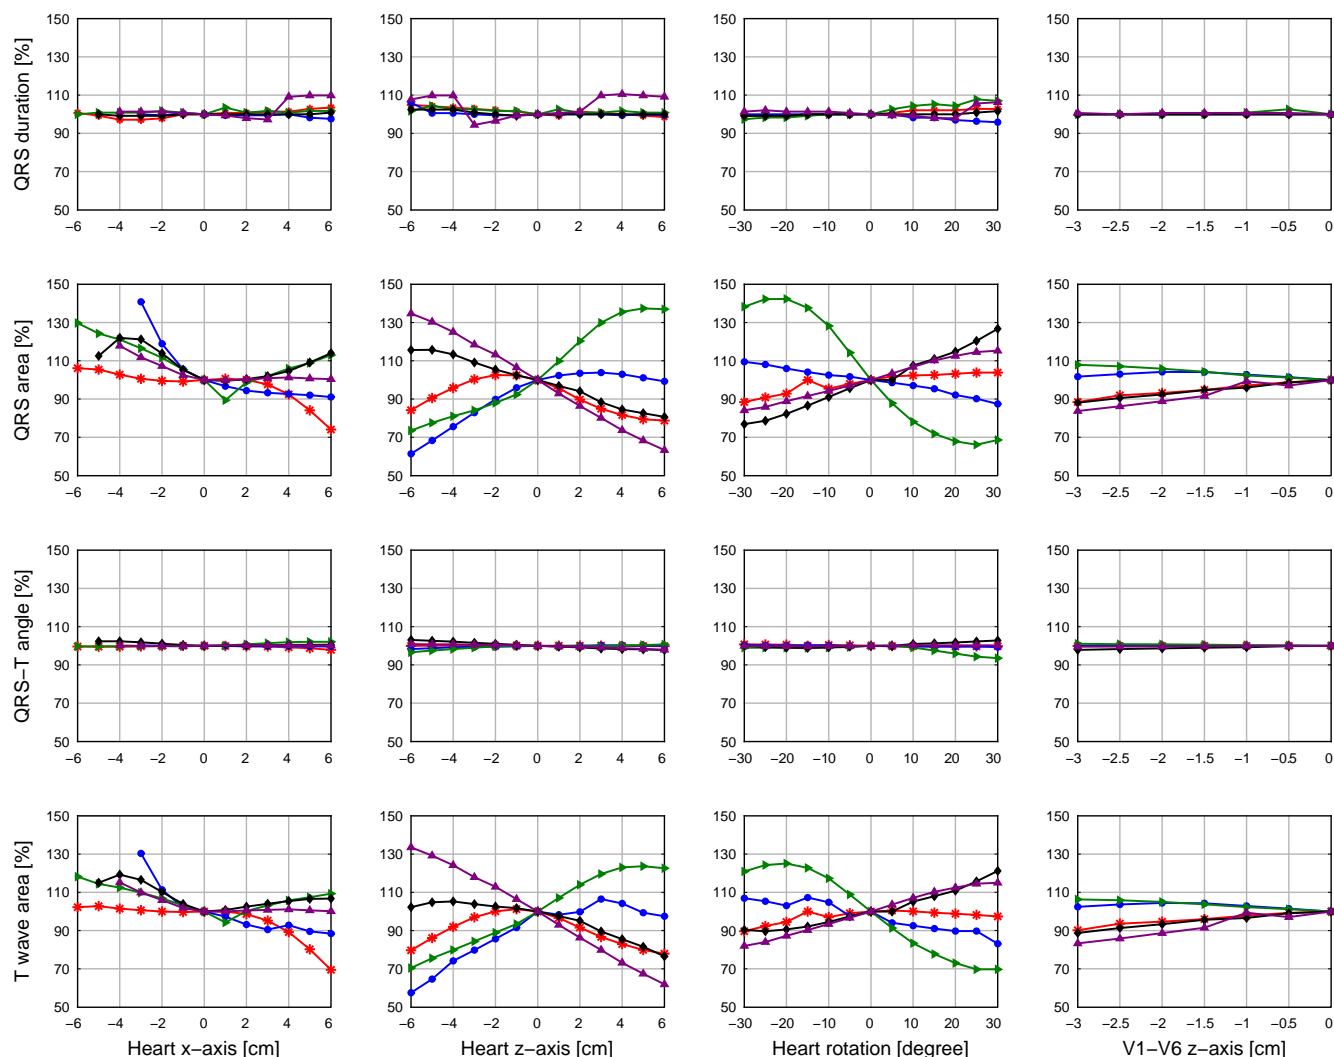 QRS duration [%]
150 130 110 90 70 50
−6 −4 −2 0 2 4 6
150 130 110 90 70 50
−6 −4 −2 0 2 4 6
150 130 110 90 70 50
−30 −20 −10 0 10 20 30
150 130 110 90 70 50
−3 −2.5 −2 −1.5 −1 −0.5 0
QRS area [%]
150 130 110 90 70 50
−6 −4 −2 0 2 4 6
150 130 110 90 70 50
−6 −4 −2 0 2 4 6
150 130 110 90 70 50
−30 −20 −10 0 10 20 30
150 130 110 90 70 50
−3 −2.5 −2 −1.5 −1 −0.5 0
QRS−T angle [%]
150 130 110 90 70 50
−6 −4 −2 0 2 4 6
150 130 110 90 70 50
−6 −4 −2 0 2 4 6
150 130 110 90 70 50
−30 −20 −10 0 10 20 30
150 130 110 90 70 50
−3 −2.5 −2 −1.5 −1 −0.5 0
T wave area [%]
150 130 110 90 70 50
−6 −4 −2 0 2 4 6
Heart x−axis [cm]
150 130 110 90 70 50
−6 −4 −2 0 2 4 6
Heart z−axis [cm]
150 130 110 90 70 50
−30 −20 −10 0 10 20 30
Heart rotation [degree]
150 130 110 90 70 50
−3 −2.5 −2 −1.5 −1 −0.5 0
V1−V6 z−axis [cm]